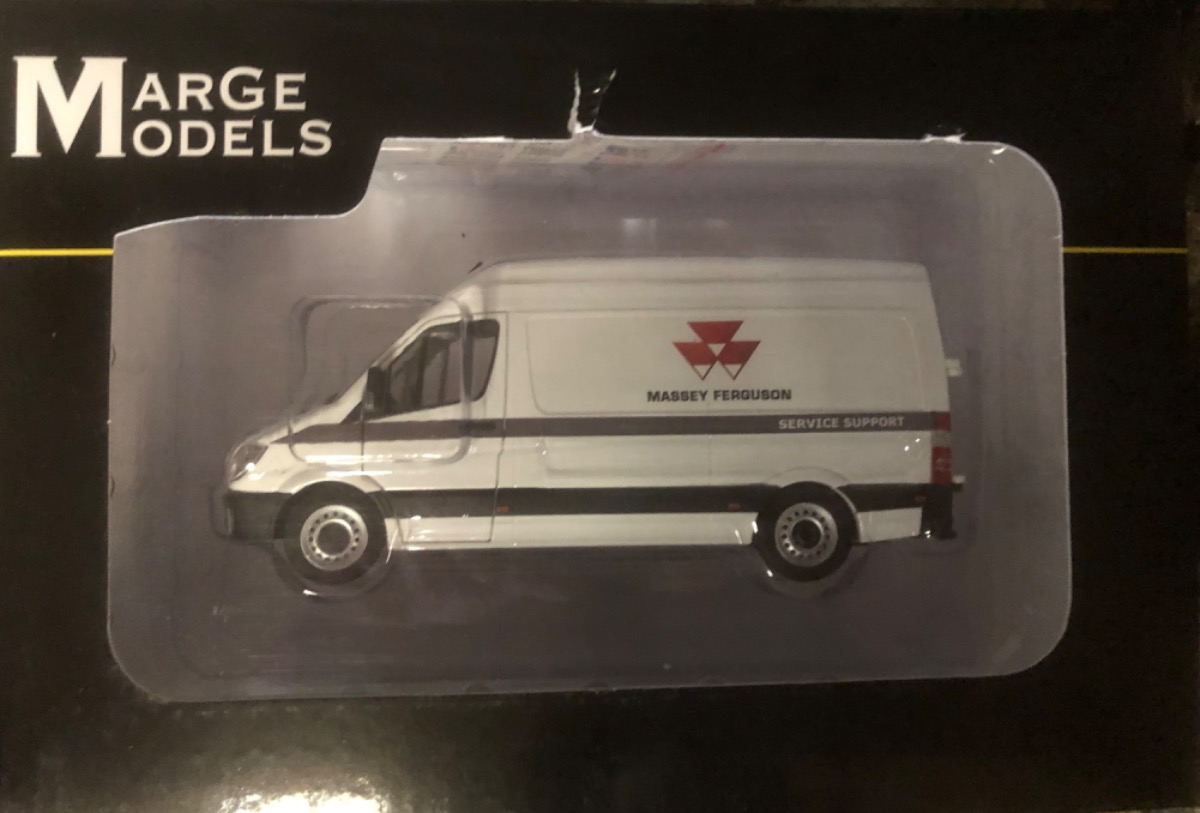 MARGE
MODELS
MASSEY FERGUSON
SERVICE SUPPORT